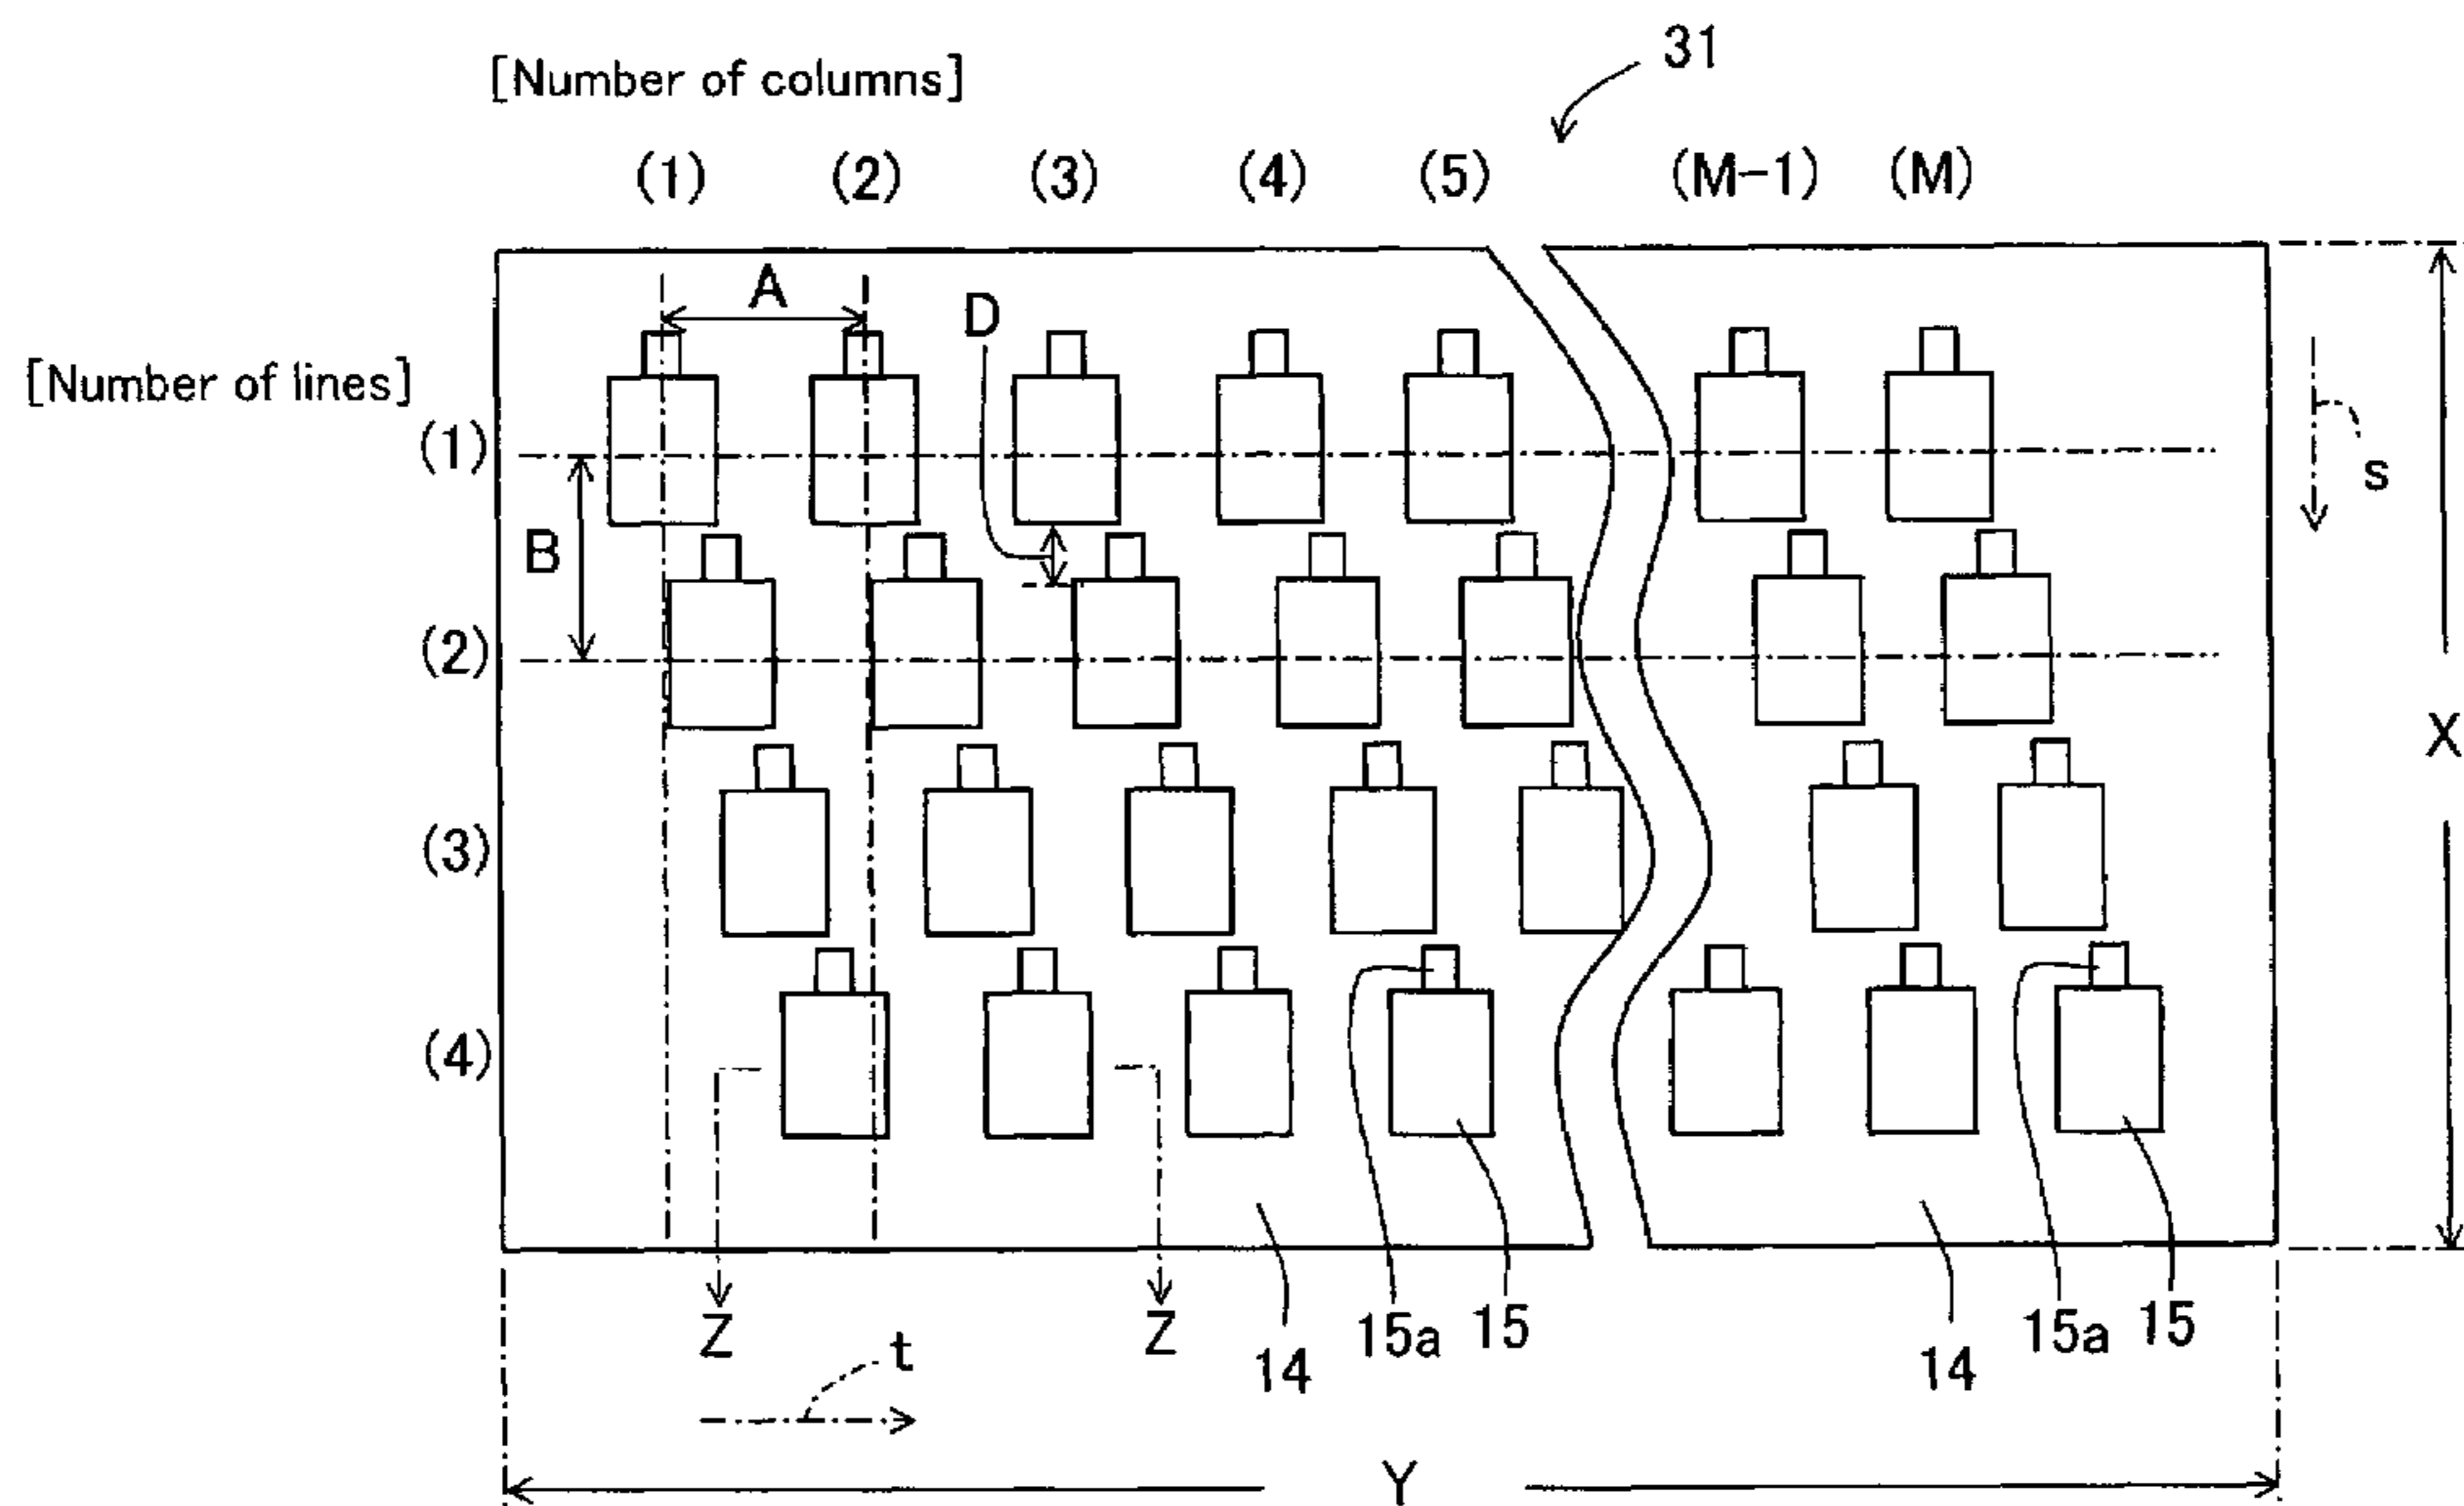 31
[Number of columns]
(1) (2) (3) (4) (5) (M-1) (M)
A
D
[Number of lines]
(1)
s
B
(2)
X
(3)
(4)
Z Z 15a 15 15a 15
t 14 14
Y